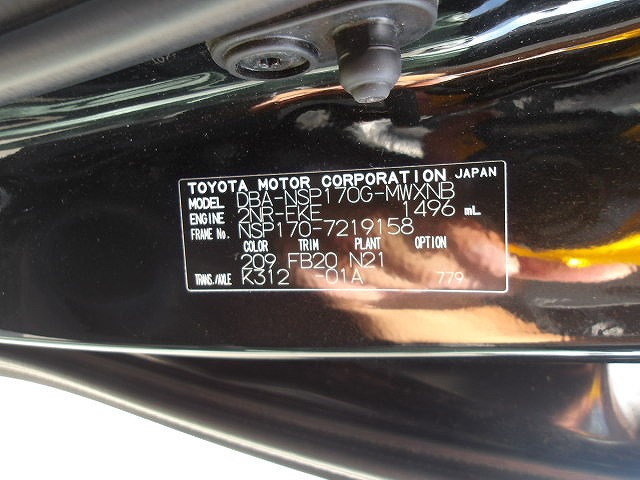 TOYOTA MOTOR CORPORATION JAPAN
MODEL DBA-NSP170G-MWXNB
ENGINE 2NR-FKE 1496 mL
FRAME No. NSP170-7219158
COLOR TRIM PLANT OPTION
209 FB20 N21
TRANS./AXLE K312 -01A 779